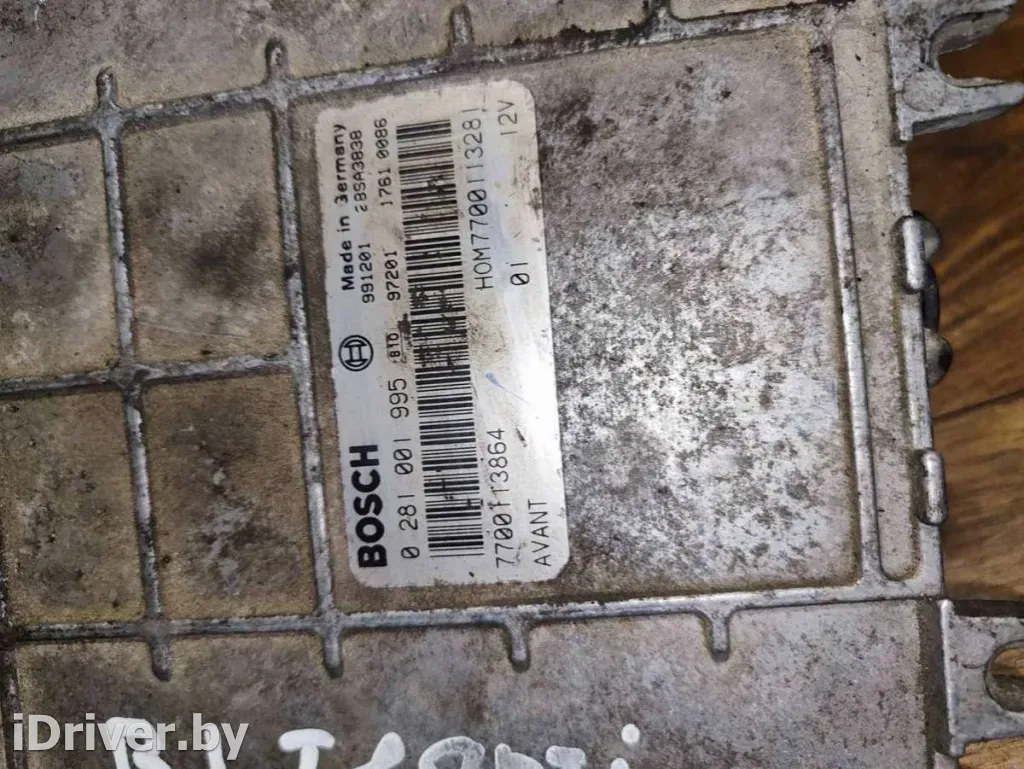 BOSCH
Made in Germany
0 281 001 995
991201
28SA3838
BTO
97201
1761 0086
7700113864
HOM7700113281
AVANT
01
12V
iDriver.by